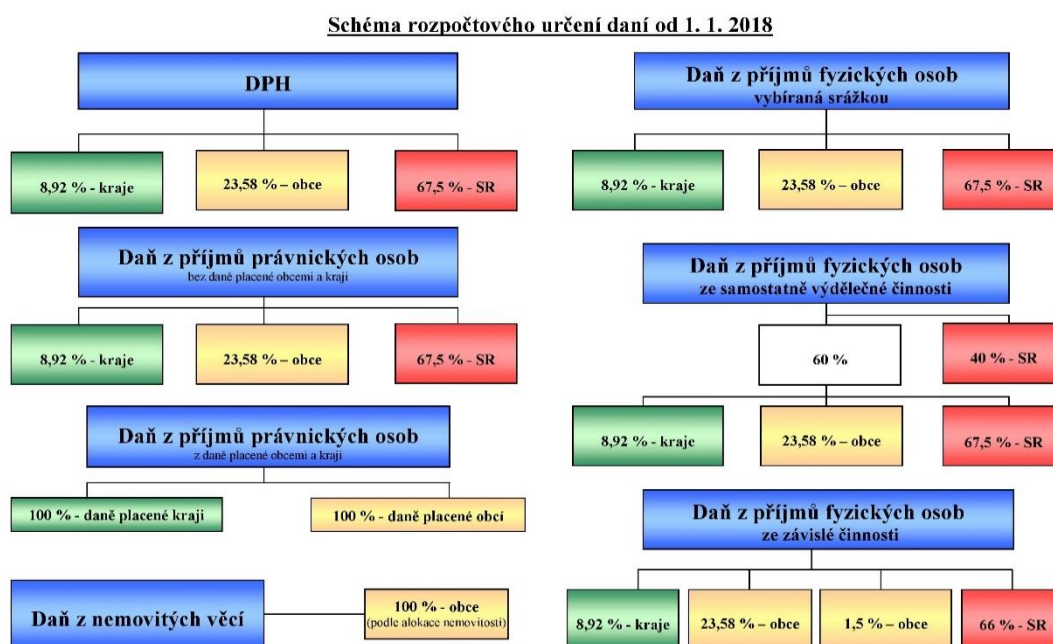 Schéma rozpočtového určení daní od 1. 1. 2018
DPH
8,92 % - kraje
23,58 % – obce
67,5 % - SR
Daň z příjmů právnických osob
bez daně placené obcemi a kraji
8,92 % - kraje
23,58 % – obce
67,5 % - SR
Daň z příjmů právnických osob
z daně placené obcemi a kraji
100 % - daně placené kraji
100 % - daně placené obcí
Daň z nemovitých věcí
100 % - obce
(podle alokace nemovitosti)
Daň z příjmů fyzických osob
vybíraná srážkou
8,92 % - kraje
23,58 % – obce
67,5 % – SR
Daň z příjmů fyzických osob
ze samostatně výdělečné činnosti
60 %
40 % - SR
8,92 % - kraje
23,58 % – obce
67,5 % – SR
Daň z příjmů fyzických osob
ze závislé činnosti
8,92 % - kraje
23,58 % – obce
1,5 % – obce
66 % - SR